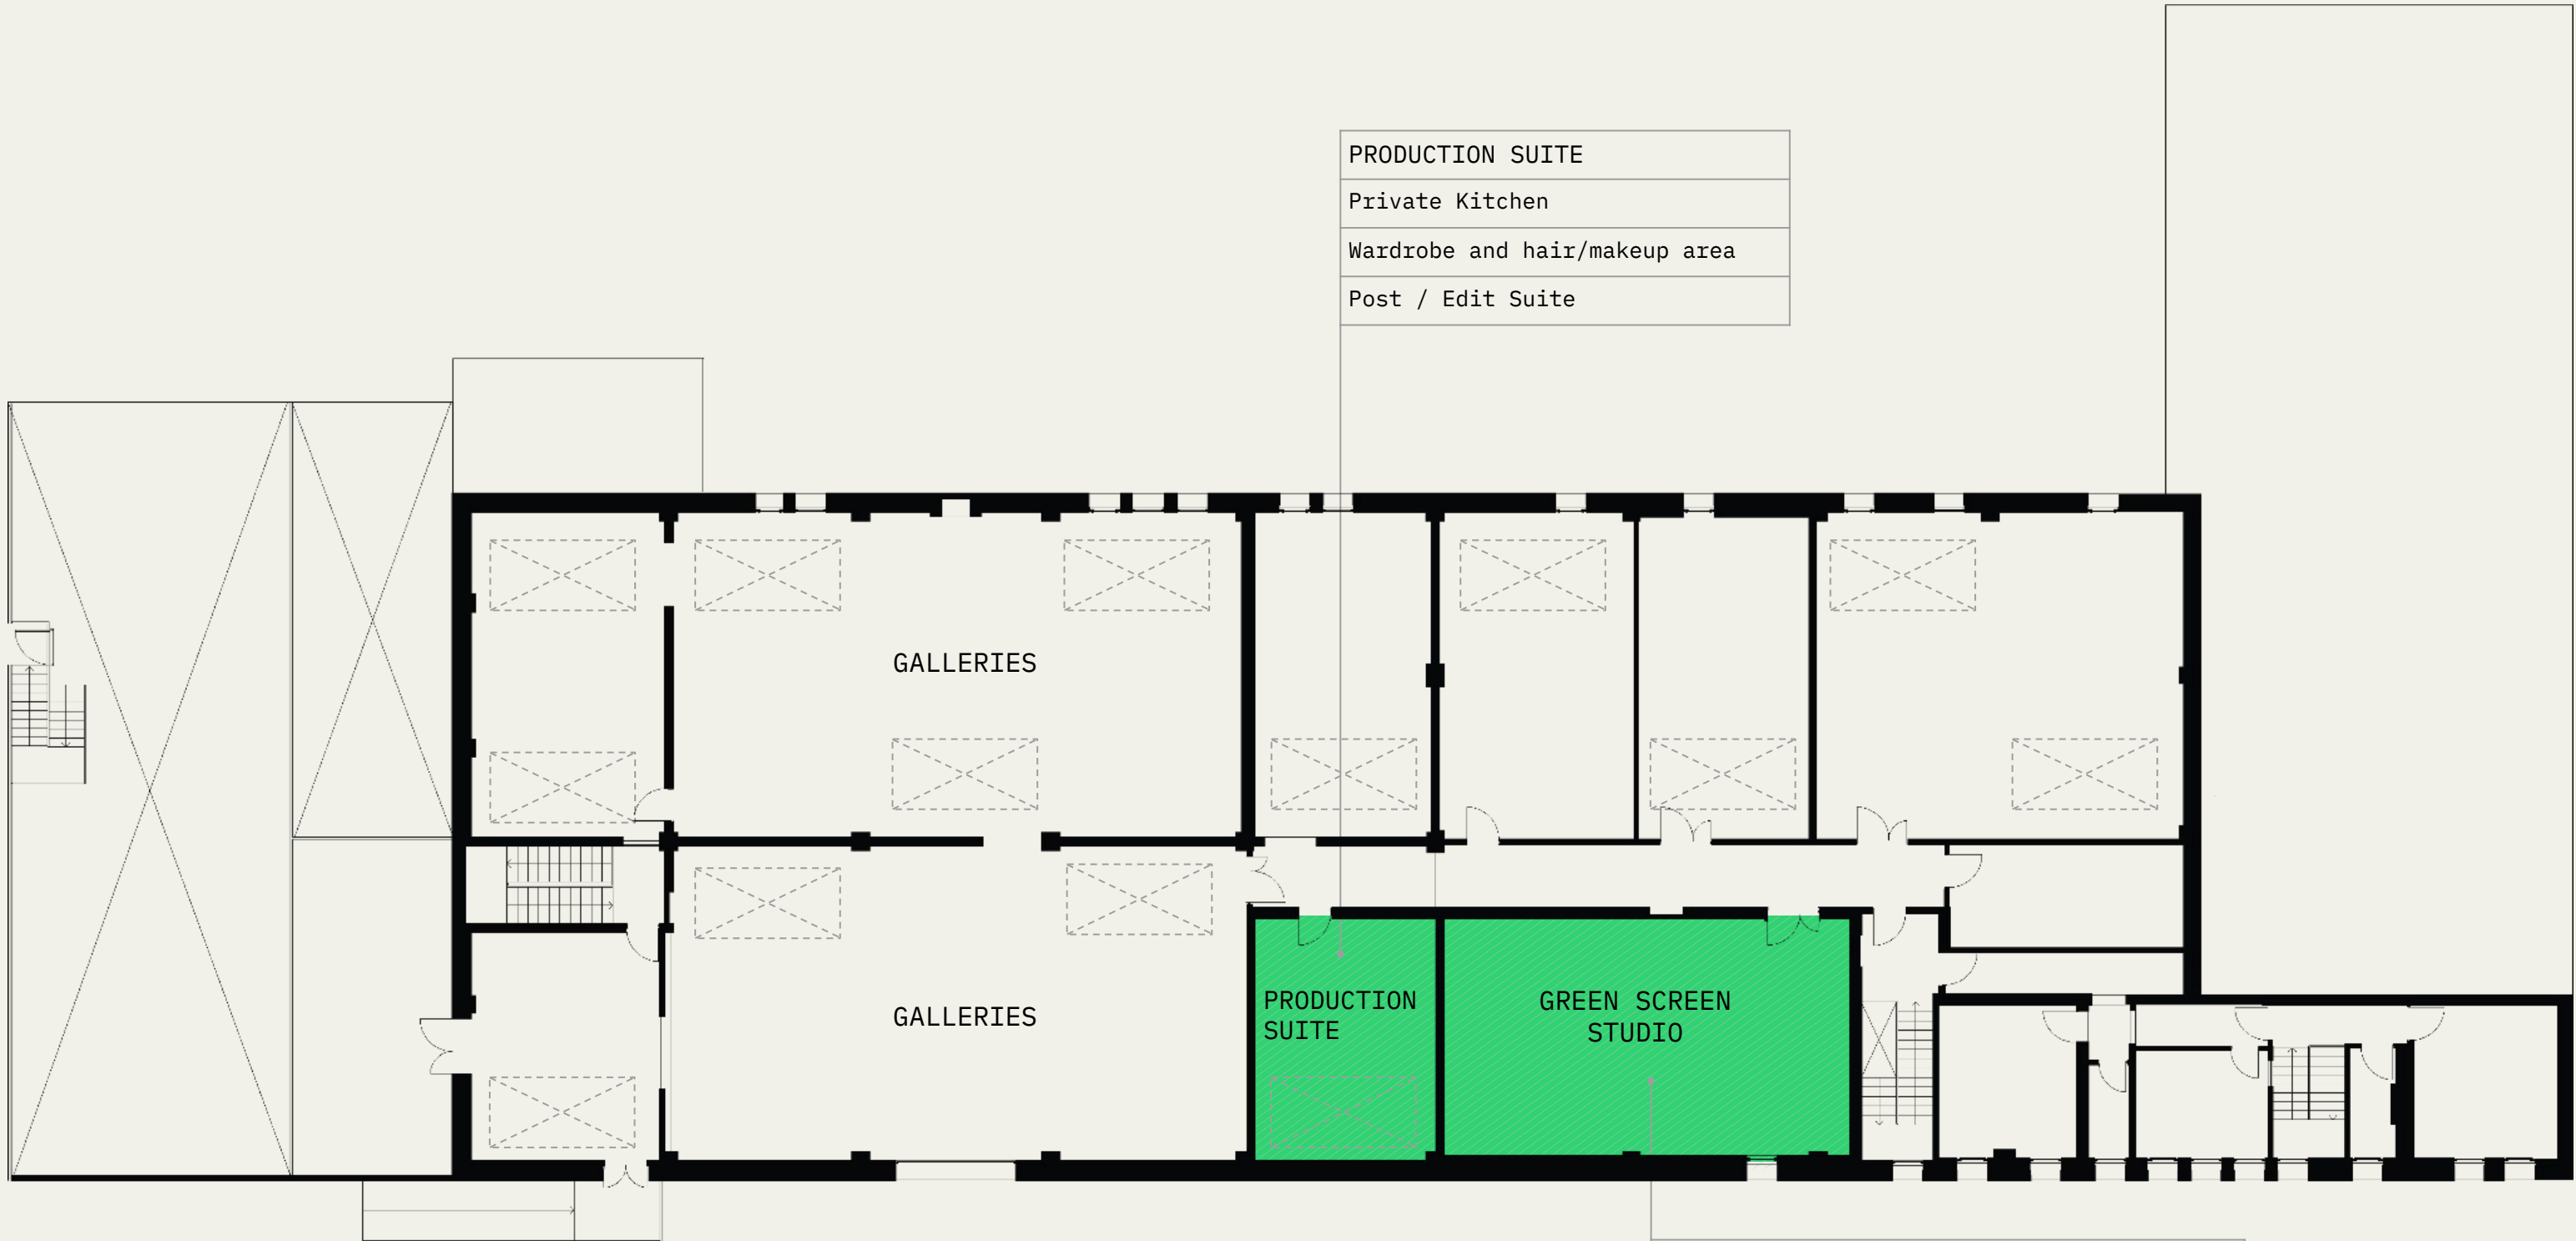 PRODUCTION SUITE
Private Kitchen
Wardrobe and hair/makeup area
Post / Edit Suite
GALLERIES
GALLERIES
PRODUCTION
SUITE
GREEN SCREEN
STUDIO